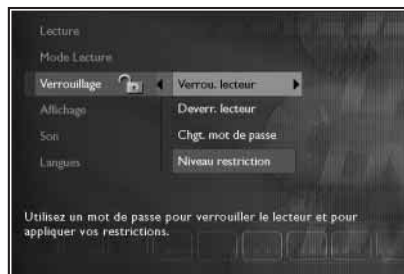 Lecture
Mode Lecture
Verrouillage
Verrou. lecteur
Affichage
Deverr. lecteur
Son
Chgt. mot de passe
Langues
Niveau restriction
Utilisez un mot de passe pour verrouiller le lecteur et pour
appliquer vos restrictions.